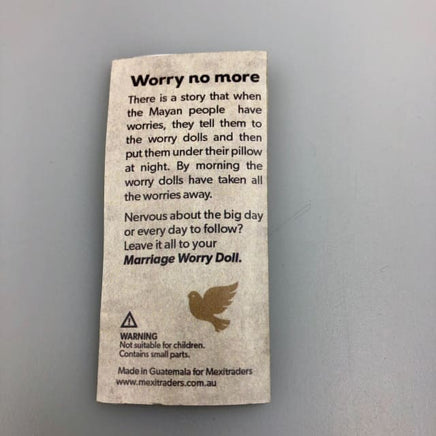 Worry no more
There is a story that when
the Mayan people have
worries, they tell them to
the worry dolls and then
put them under their pillow
at night. By morning the
worry dolls have taken all
the worries away.
Nervous about the big day
or every day to follow?
Leave it all to your
Marriage Worry Doll.
WARNING
Not suitable for children.
Contains small parts.
Made in Guatemala for Mexitraders
www.mexitraders.com.au